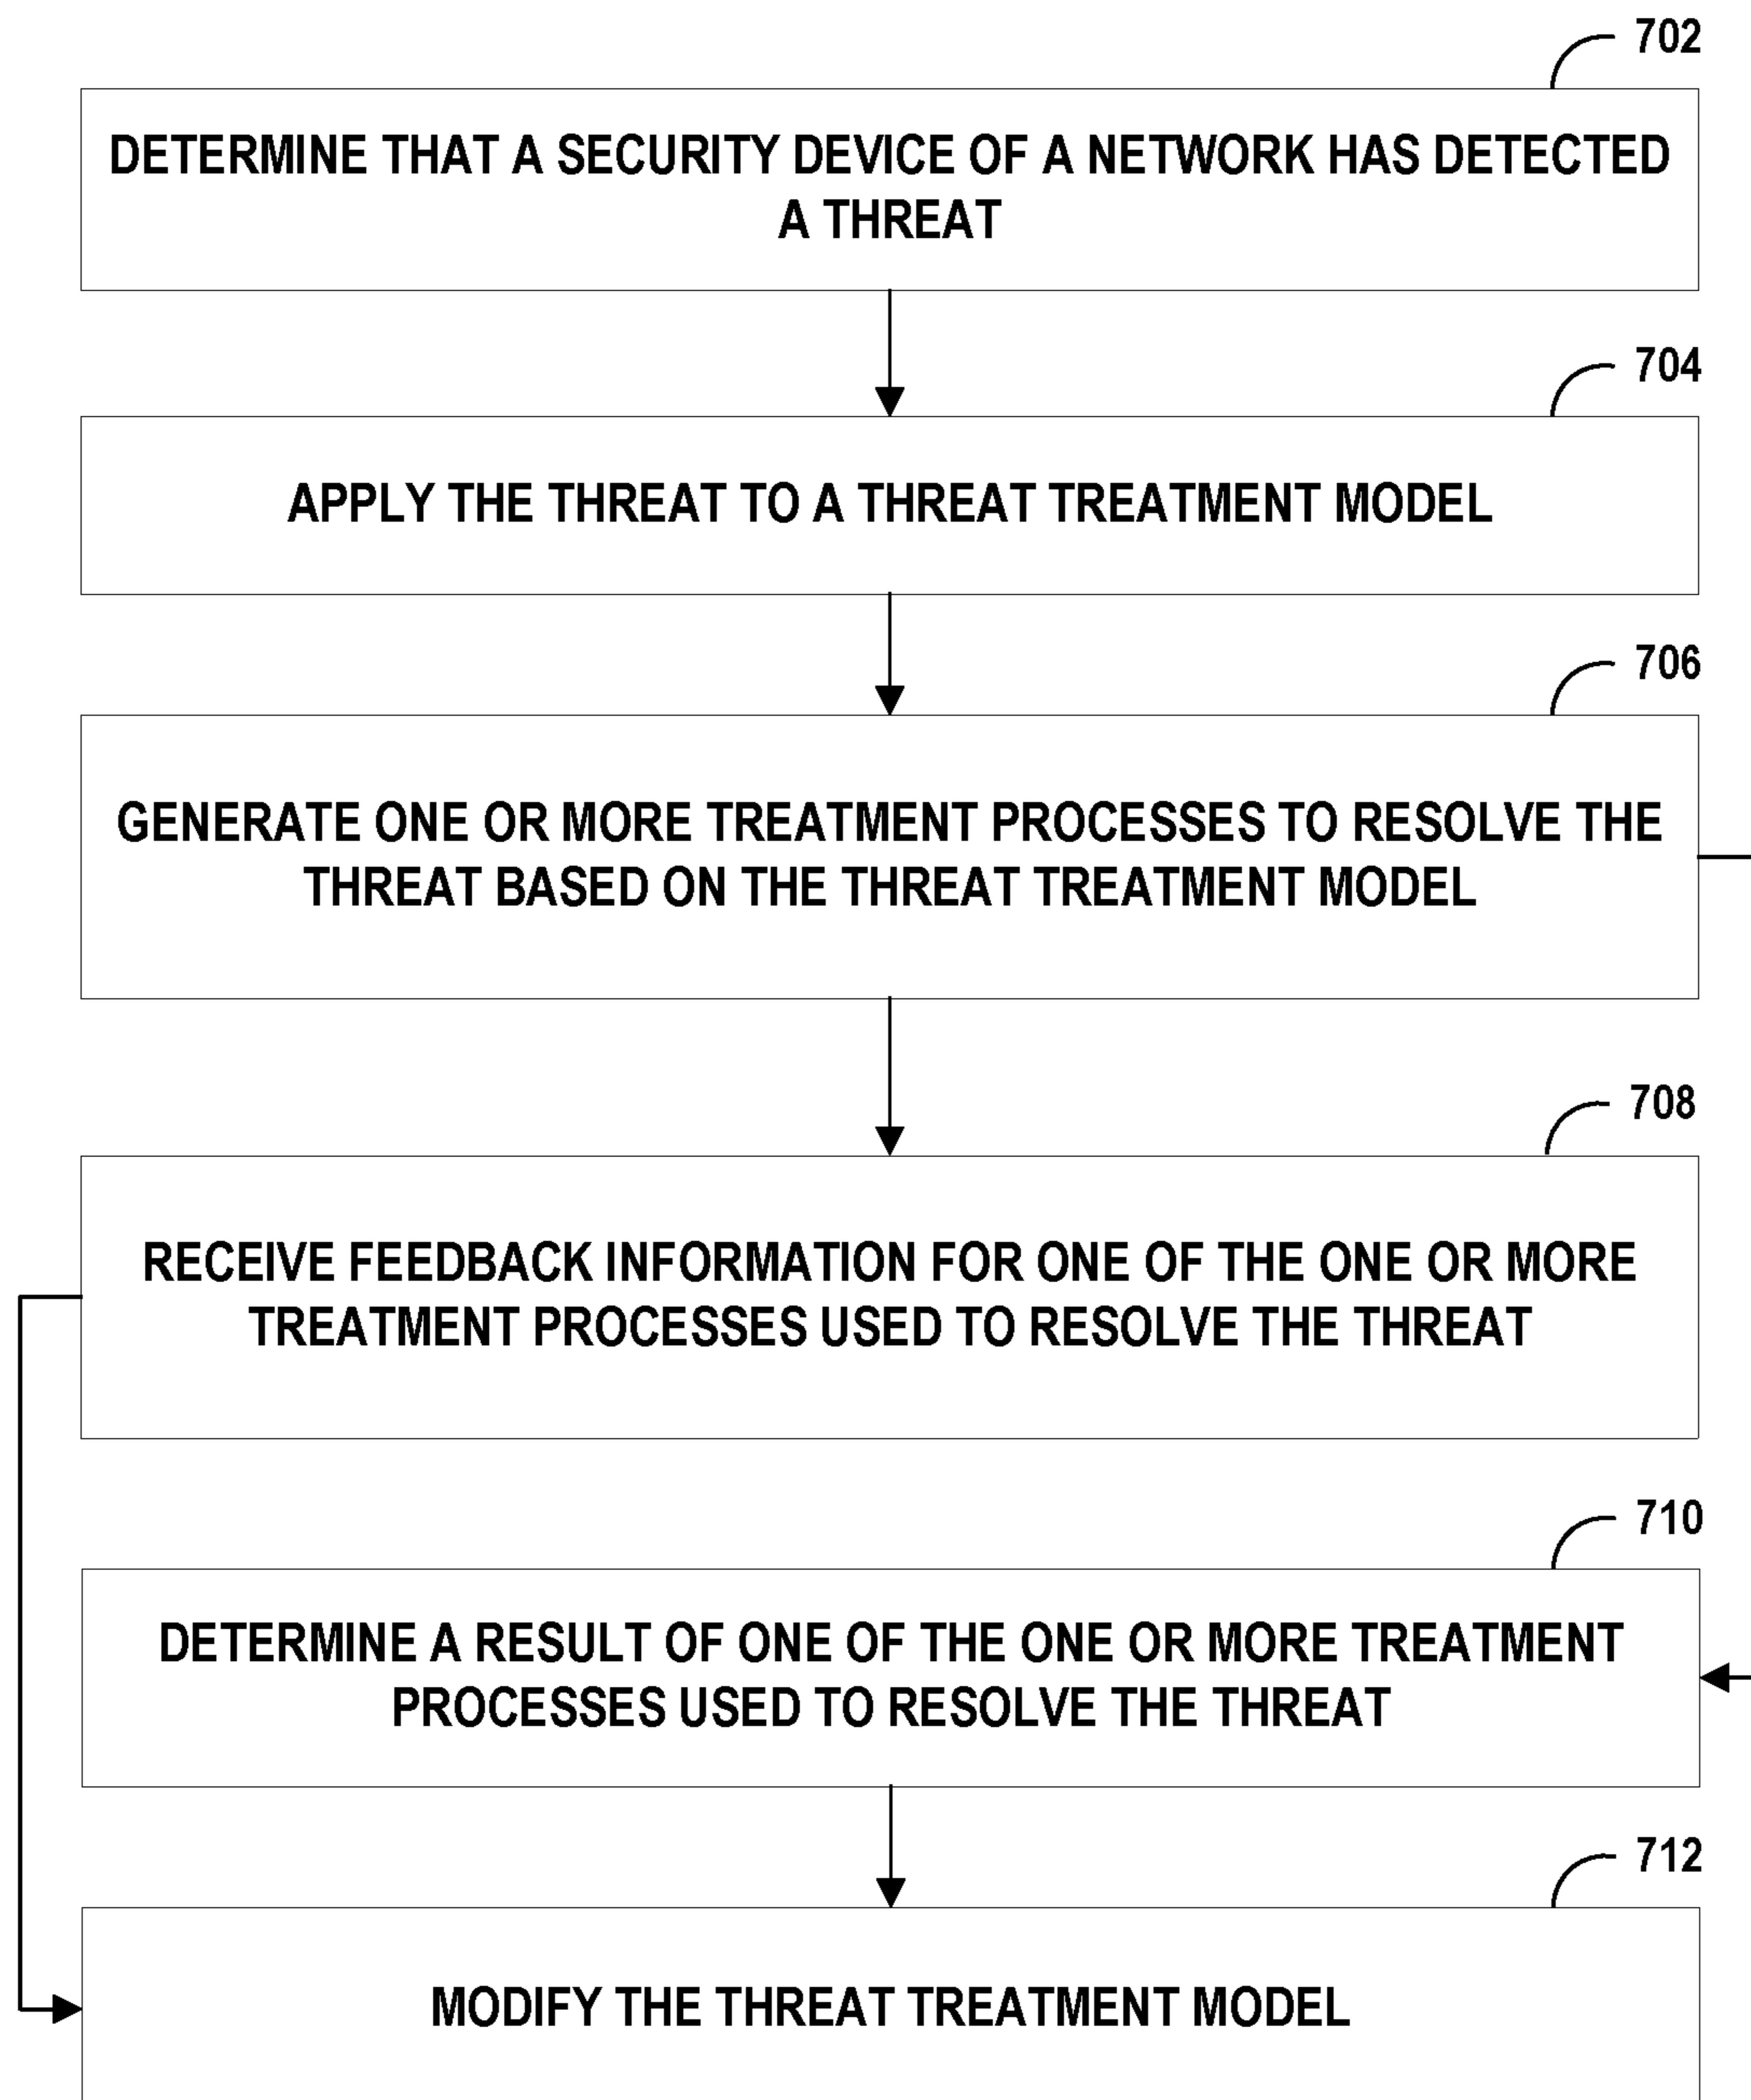 702
DETERMINE THAT A SECURITY DEVICE OF A NETWORK HAS DETECTED
A THREAT
704
APPLY THE THREAT TO A THREAT TREATMENT MODEL
706
GENERATE ONE OR MORE TREATMENT PROCESSES TO RESOLVE THE
THREAT BASED ON THE THREAT TREATMENT MODEL
708
RECEIVE FEEDBACK INFORMATION FOR ONE OF THE ONE OR MORE
TREATMENT PROCESSES USED TO RESOLVE THE THREAT
710
DETERMINE A RESULT OF ONE OF THE ONE OR MORE TREATMENT
PROCESSES USED TO RESOLVE THE THREAT
712
MODIFY THE THREAT TREATMENT MODEL